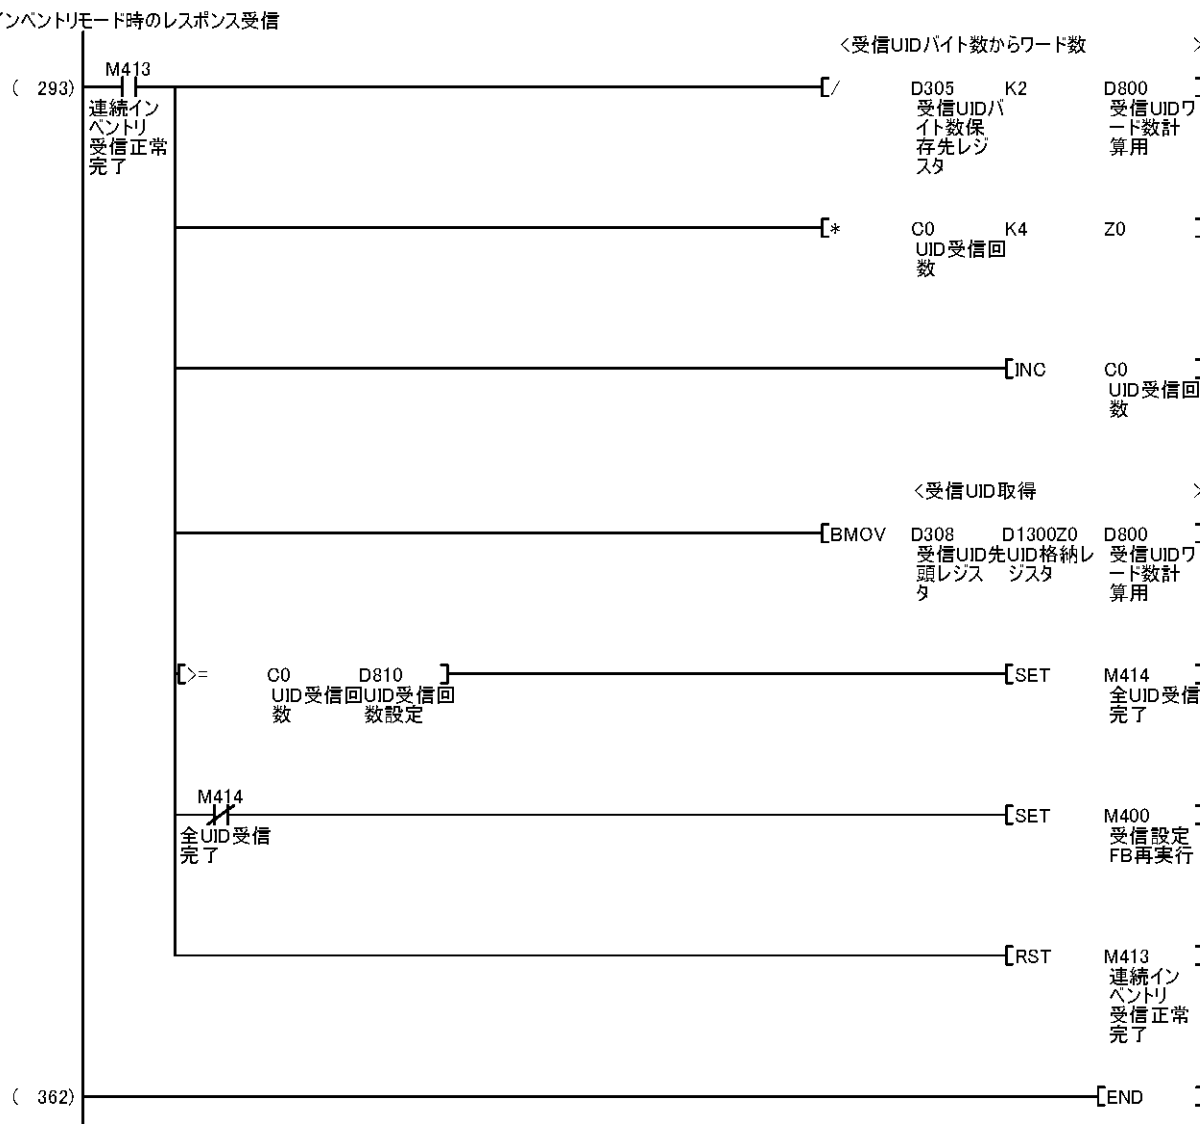 インベントリモード時のレスポンス受信
<受信UIDバイト数からワード数 >
( 293) M413
連続イン
ベントリ
受信正常
完了
[/ D305 K2 D800 ]
受信UIDバ
イト数保
存先レジ
スタ
受信UIDワ
ード数計
算用
[* C0 K4 Z0 ]
UID受信回
数
[INC C0 ]
UID受信回
数
<受信UID取得 >
[BMOV D308 D1300Z0 D800 ]
受信UID先
頭レジス
タ
UID格納レ
ジスタ
受信UIDワ
ード数計
算用
[>= C0 D810 ]
UID受信回
数
UID受信回
数設定
[SET M414 ]
全UID受信
完了
M414
全UID受信
完了
[SET M400 ]
受信設定
FB再実行
[RST M413 ]
連続イン
ベントリ
受信正常
完了
( 362) [END ]